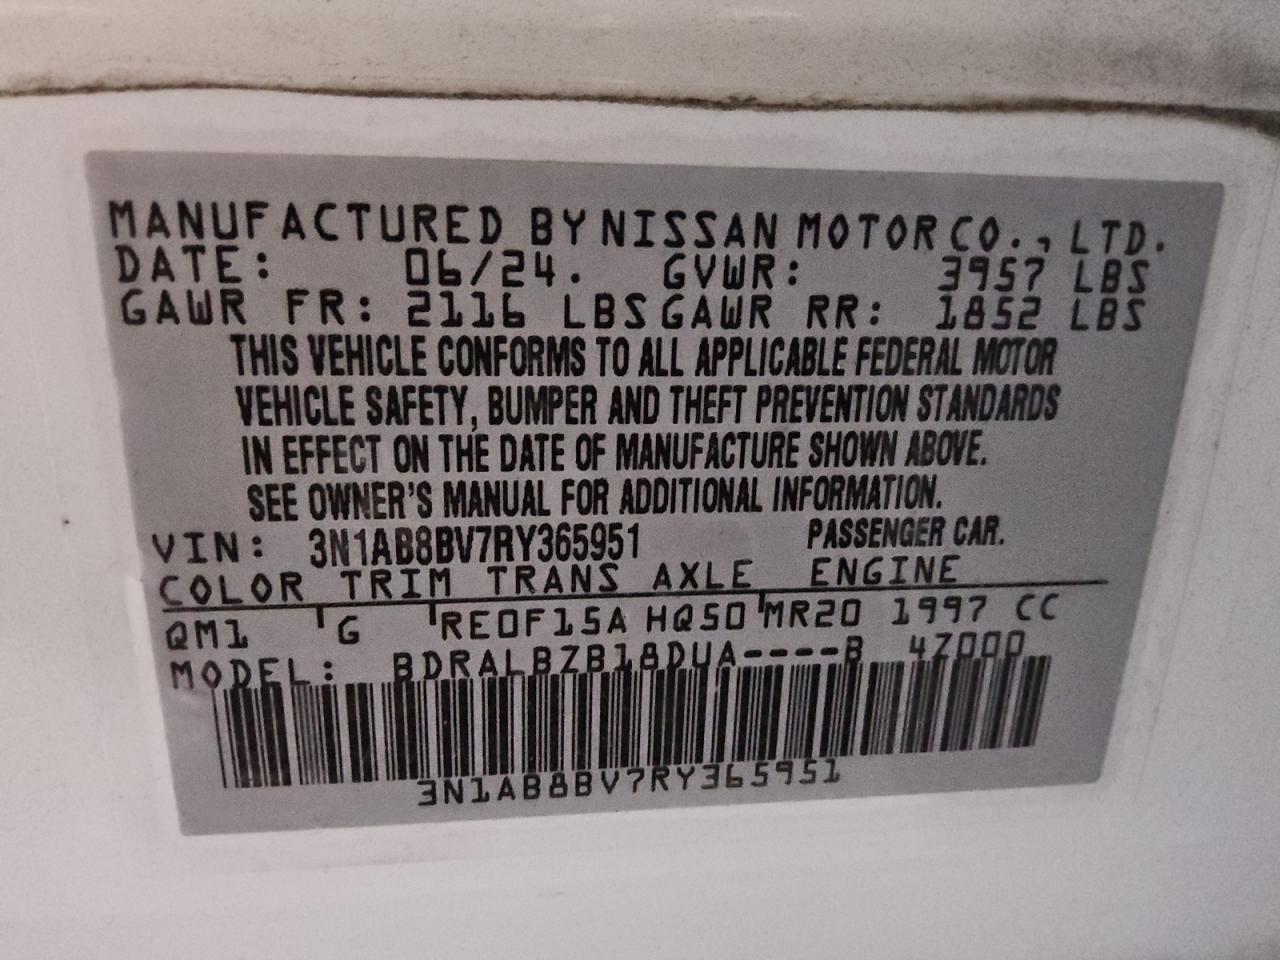 MANUFACTURED BY NISSAN MOTOR CO., LTD.
DATE: 06/24. GVWR: 3957 LBS
GAWR FR: 2116 LBS GAWR RR: 1852 LBS
THIS VEHICLE CONFORMS TO ALL APPLICABLE FEDERAL MOTOR
VEHICLE SAFETY, BUMPER AND THEFT PREVENTION STANDARDS
IN EFFECT ON THE DATE OF MANUFACTURE SHOWN ABOVE.
SEE OWNER'S MANUAL FOR ADDITIONAL INFORMATION.
VIN: 3N1AB8BV7RY365951 PASSENGER CAR.
COLOR TRIM TRANS AXLE ENGINE
QM1 G RE0F15A HQ50 MR20 1997 CC
MODEL: BDRALBZB18DUA----B 4Z000
3N1AB8BV7RY365951